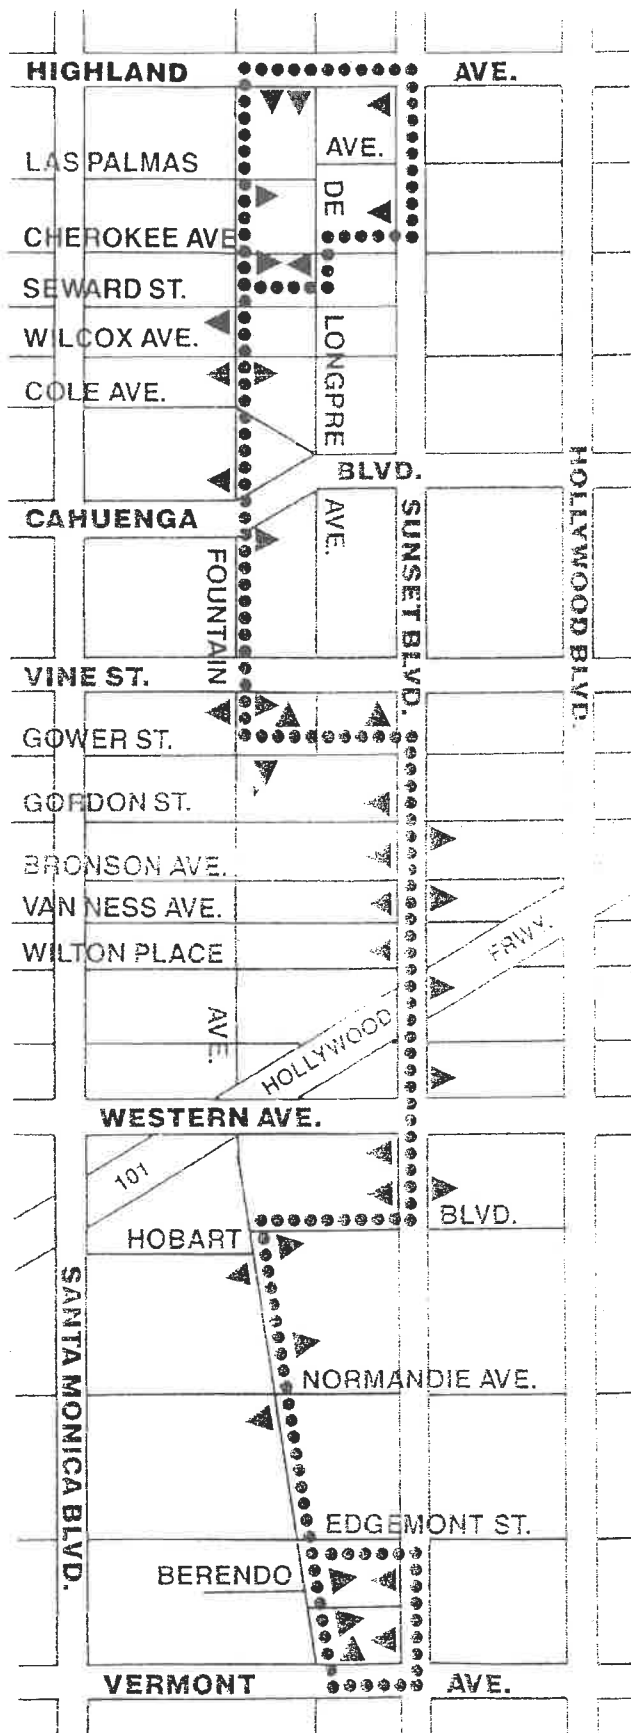 HIGHLAND AVE.
LAS PALMAS AVE.
DE
CHEROKEE AVE
SEWARD ST.
WILCOX AVE.
LONGPRE
COLE AVE.
BLVD.
CAHUENGA
AVE.
FOUNTAIN
SUNSET BLVD.
HOLLYWOOD BLVD.
VINE ST.
GOWER ST.
GORDON ST.
BRONSON AVE.
VAN NESS AVE.
WILTON PLACE
AVE.
HOLLYWOOD FRWY.
WESTERN AVE.
101
HOBART BLVD.
SANTA MONICA BLVD.
NORMANDIE AVE.
EDGEMONT ST.
BERENDO
VERMONT AVE.